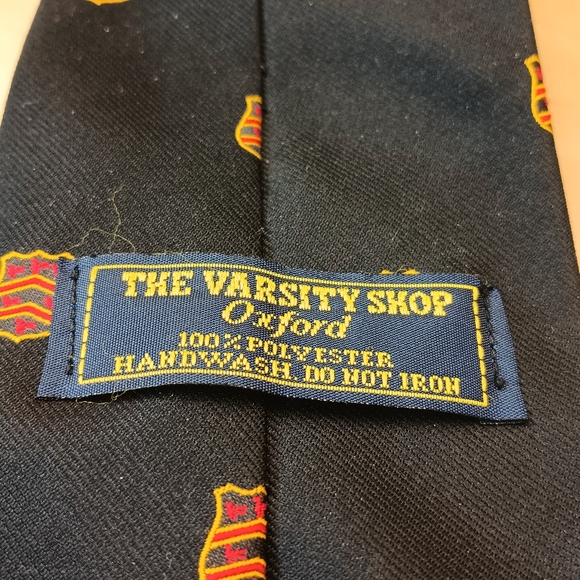 THE VARSITY SHOP
Oxford
100% POLYESTER
HANDWASH DO NOT IRON